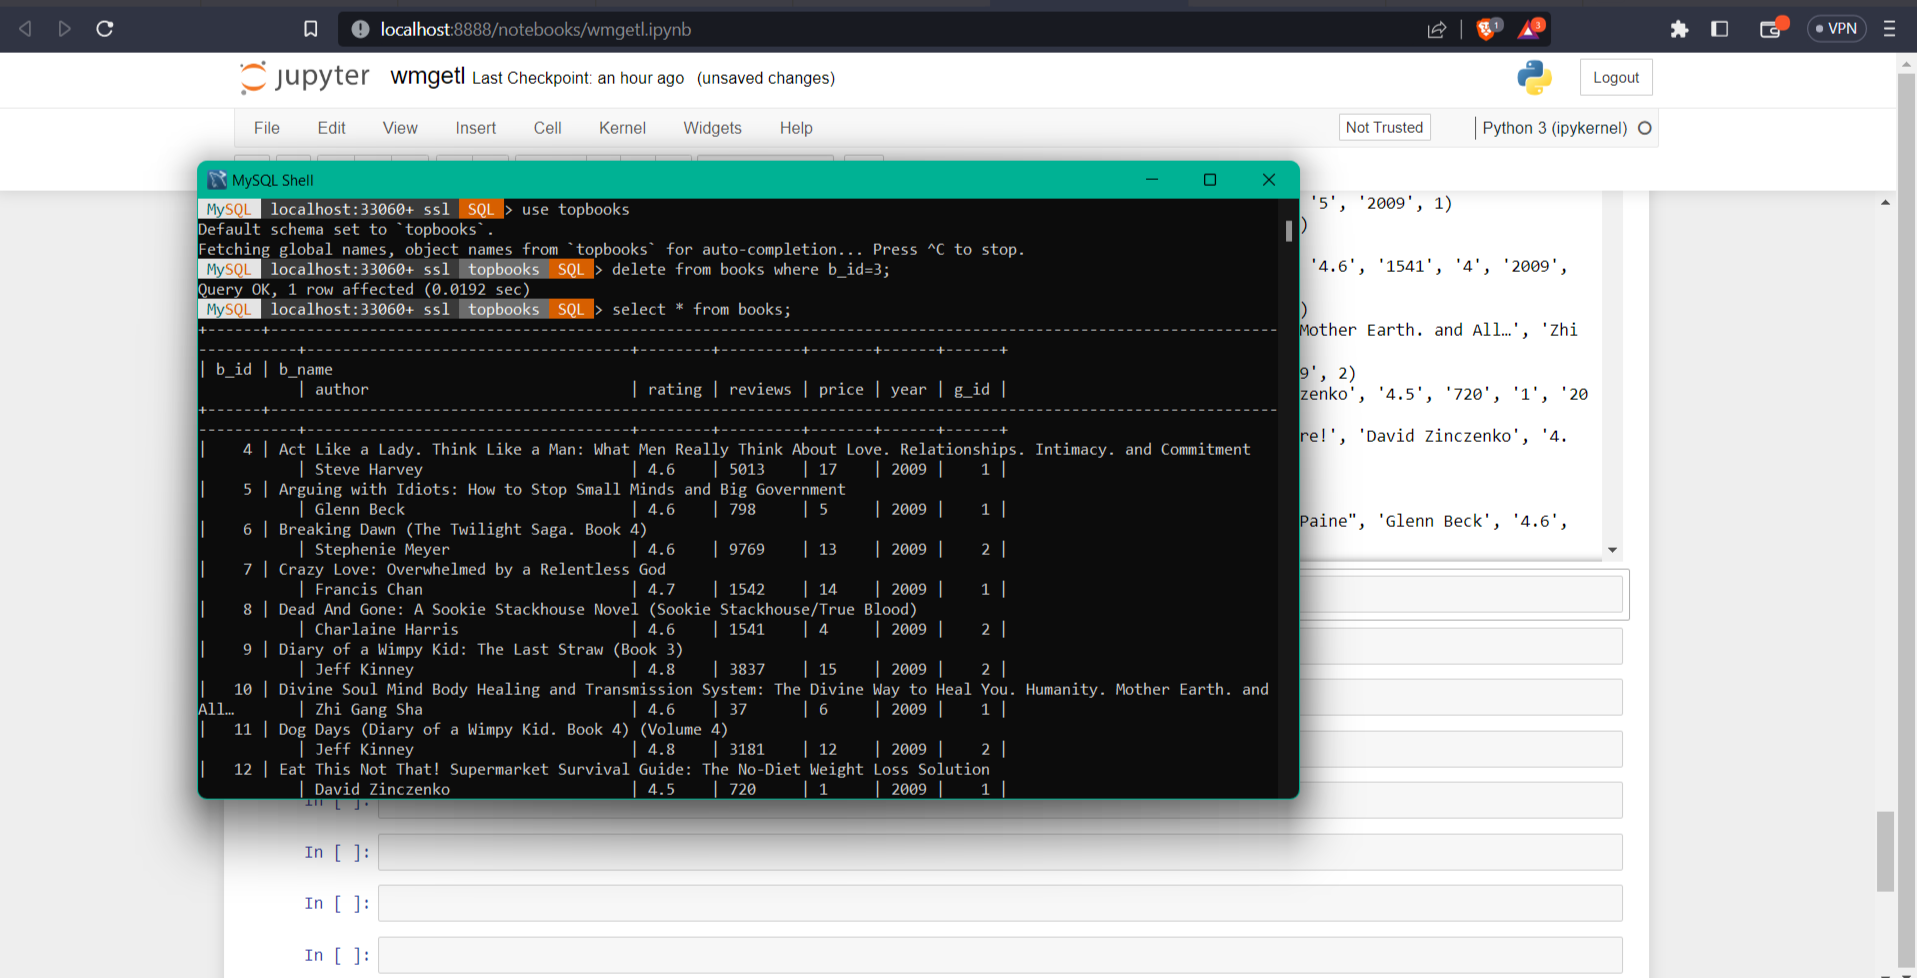 localhost:8888/notebooks/wmgetl.ipynb
1
3
VPN
jupyter wmgetl Last Checkpoint: an hour ago (unsaved changes)
Logout
File Edit View Insert Cell Kernel Widgets Help
Not Trusted
Python 3 (ipykernel)
MySQL Shell
MySQL localhost:33060+ ssl SQL > use topbooks
Default schema set to `topbooks`.
Fetching global names, object names from `topbooks` for auto-completion... Press ^C to stop.
MySQL localhost:33060+ ssl topbooks SQL > delete from books where b_id=3;
Query OK, 1 row affected (0.0192 sec)
MySQL localhost:33060+ ssl topbooks SQL > select * from books;
| b_id | b_name
| author | rating | reviews | price | year | g_id |
| 4 | Act Like a Lady. Think Like a Man: What Men Really Think About Love. Relationships. Intimacy. and Commitment
| Steve Harvey | 4.6 | 5013 | 17 | 2009 | 1 |
| 5 | Arguing with Idiots: How to Stop Small Minds and Big Government
| Glenn Beck | 4.6 | 798 | 5 | 2009 | 1 |
| 6 | Breaking Dawn (The Twilight Saga. Book 4)
| Stephenie Meyer | 4.6 | 9769 | 13 | 2009 | 2 |
| 7 | Crazy Love: Overwhelmed by a Relentless God
| Francis Chan | 4.7 | 1542 | 14 | 2009 | 1 |
| 8 | Dead And Gone: A Sookie Stackhouse Novel (Sookie Stackhouse/True Blood)
| Charlaine Harris | 4.6 | 1541 | 4 | 2009 | 2 |
| 9 | Diary of a Wimpy Kid: The Last Straw (Book 3)
| Jeff Kinney | 4.8 | 3837 | 15 | 2009 | 2 |
| 10 | Divine Soul Mind Body Healing and Transmission System: The Divine Way to Heal You. Humanity. Mother Earth. and
All… | Zhi Gang Sha | 4.6 | 37 | 6 | 2009 | 1 |
| 11 | Dog Days (Diary of a Wimpy Kid. Book 4) (Volume 4)
| Jeff Kinney | 4.8 | 3181 | 12 | 2009 | 2 |
| 12 | Eat This Not That! Supermarket Survival Guide: The No-Diet Weight Loss Solution
| David Zinczenko | 4.5 | 720 | 1 | 2009 | 1 |
'5', '2009', 1)
)
'4.6', '1541', '4', '2009',
)
Mother Earth. and All…', 'Zhi
9', 2)
zenko', '4.5', '720', '1', '20
re!', 'David Zinczenko', '4.
Paine", 'Glenn Beck', '4.6',
In [ ]:
In [ ]:
In [ ]:
In [ ]: